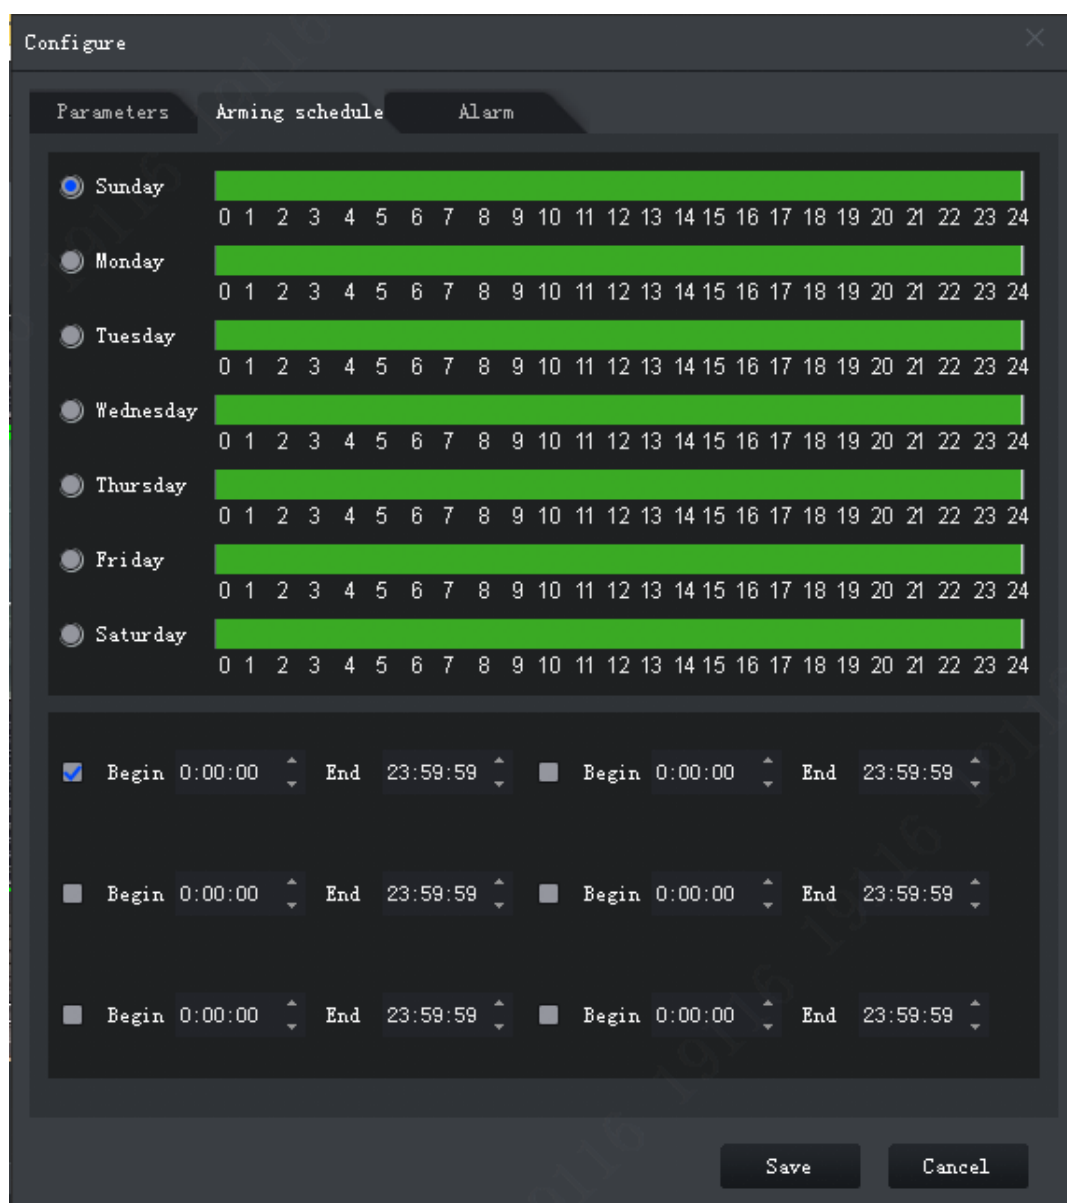 Configure
Parameters Arming schedule Alarm
Sunday
0 1 2 3 4 5 6 7 8 9 10 11 12 13 14 15 16 17 18 19 20 21 22 23 24
Monday
0 1 2 3 4 5 6 7 8 9 10 11 12 13 14 15 16 17 18 19 20 21 22 23 24
Tuesday
0 1 2 3 4 5 6 7 8 9 10 11 12 13 14 15 16 17 18 19 20 21 22 23 24
Wednesday
0 1 2 3 4 5 6 7 8 9 10 11 12 13 14 15 16 17 18 19 20 21 22 23 24
Thursday
0 1 2 3 4 5 6 7 8 9 10 11 12 13 14 15 16 17 18 19 20 21 22 23 24
Friday
0 1 2 3 4 5 6 7 8 9 10 11 12 13 14 15 16 17 18 19 20 21 22 23 24
Saturday
0 1 2 3 4 5 6 7 8 9 10 11 12 13 14 15 16 17 18 19 20 21 22 23 24
Begin 0:00:00 End 23:59:59 Begin 0:00:00 End 23:59:59
Begin 0:00:00 End 23:59:59 Begin 0:00:00 End 23:59:59
Begin 0:00:00 End 23:59:59 Begin 0:00:00 End 23:59:59
Save Cancel